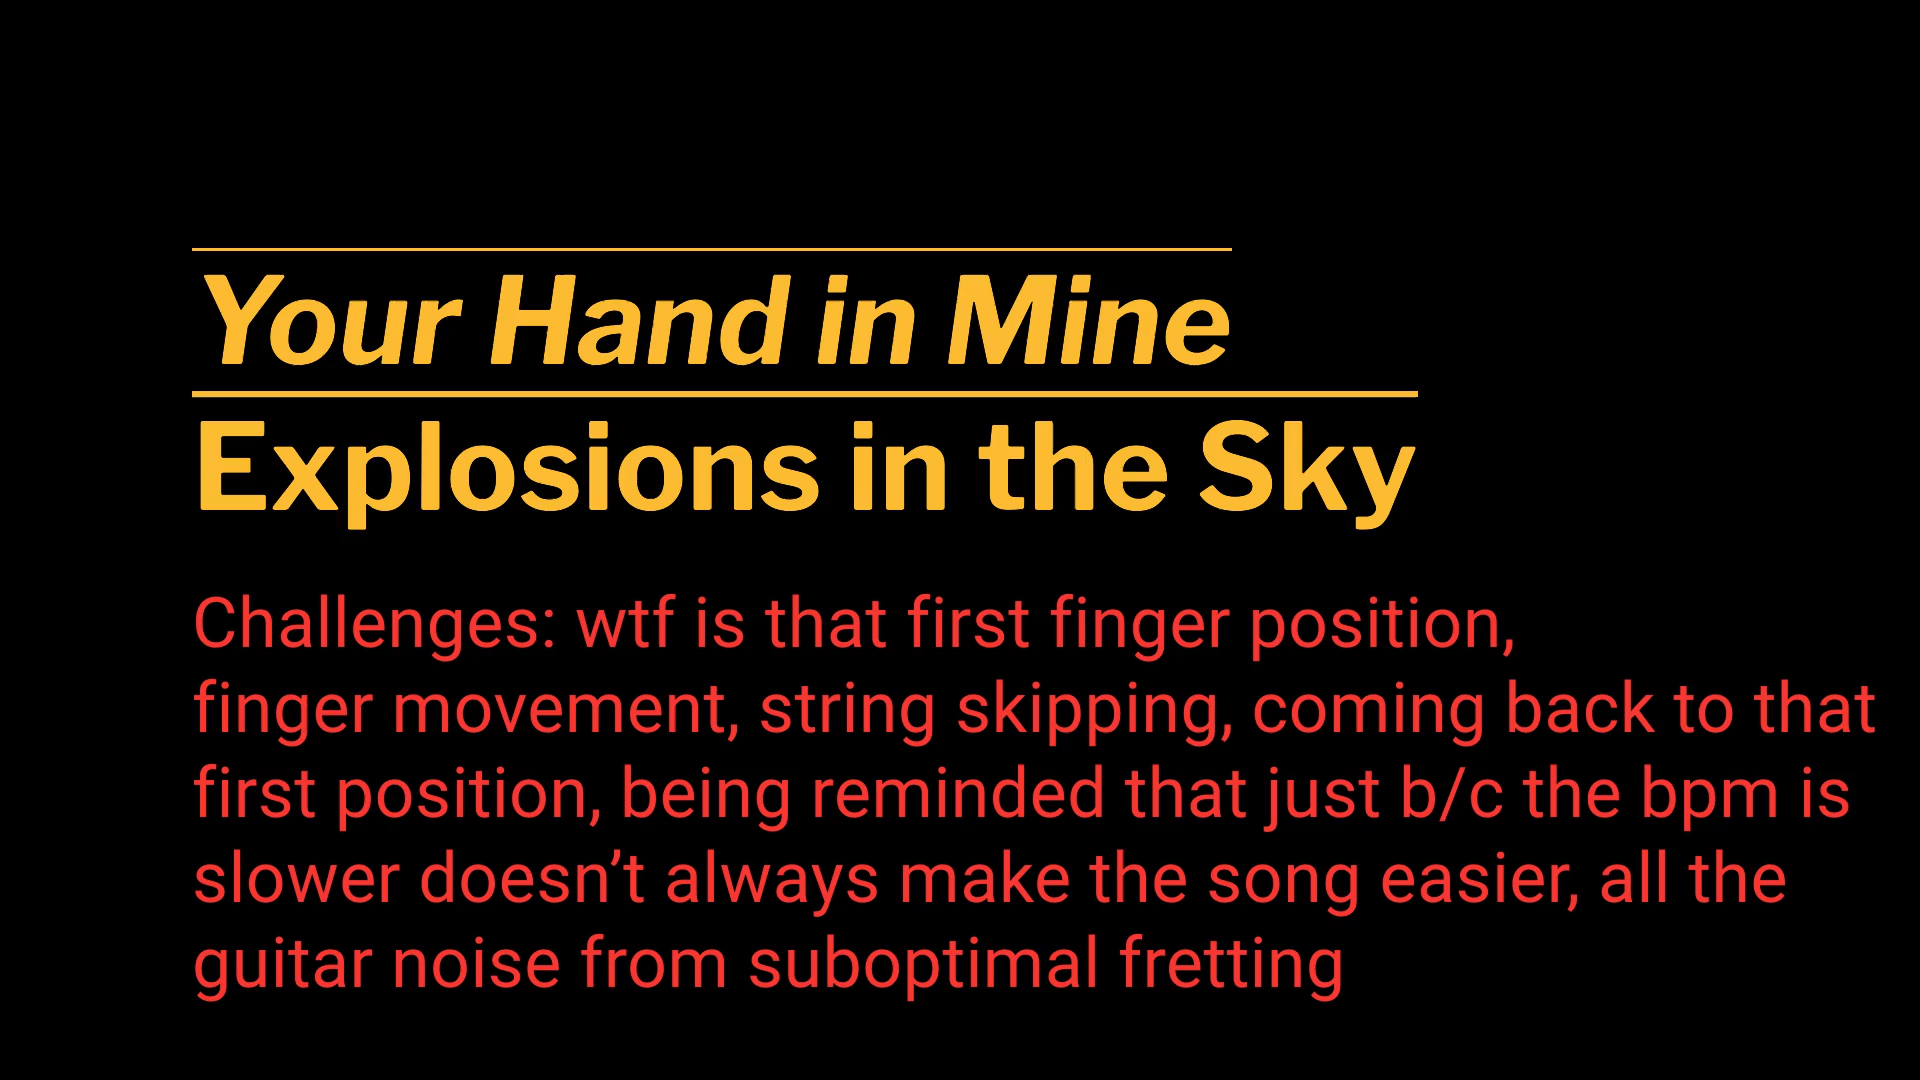 Your Hand in Mine
Explosions in the Sky
Challenges: wtf is that first finger position,
finger movement, string skipping, coming back to that
first position, being reminded that just b/c the bpm is
slower doesn’t always make the song easier, all the
guitar noise from suboptimal fretting